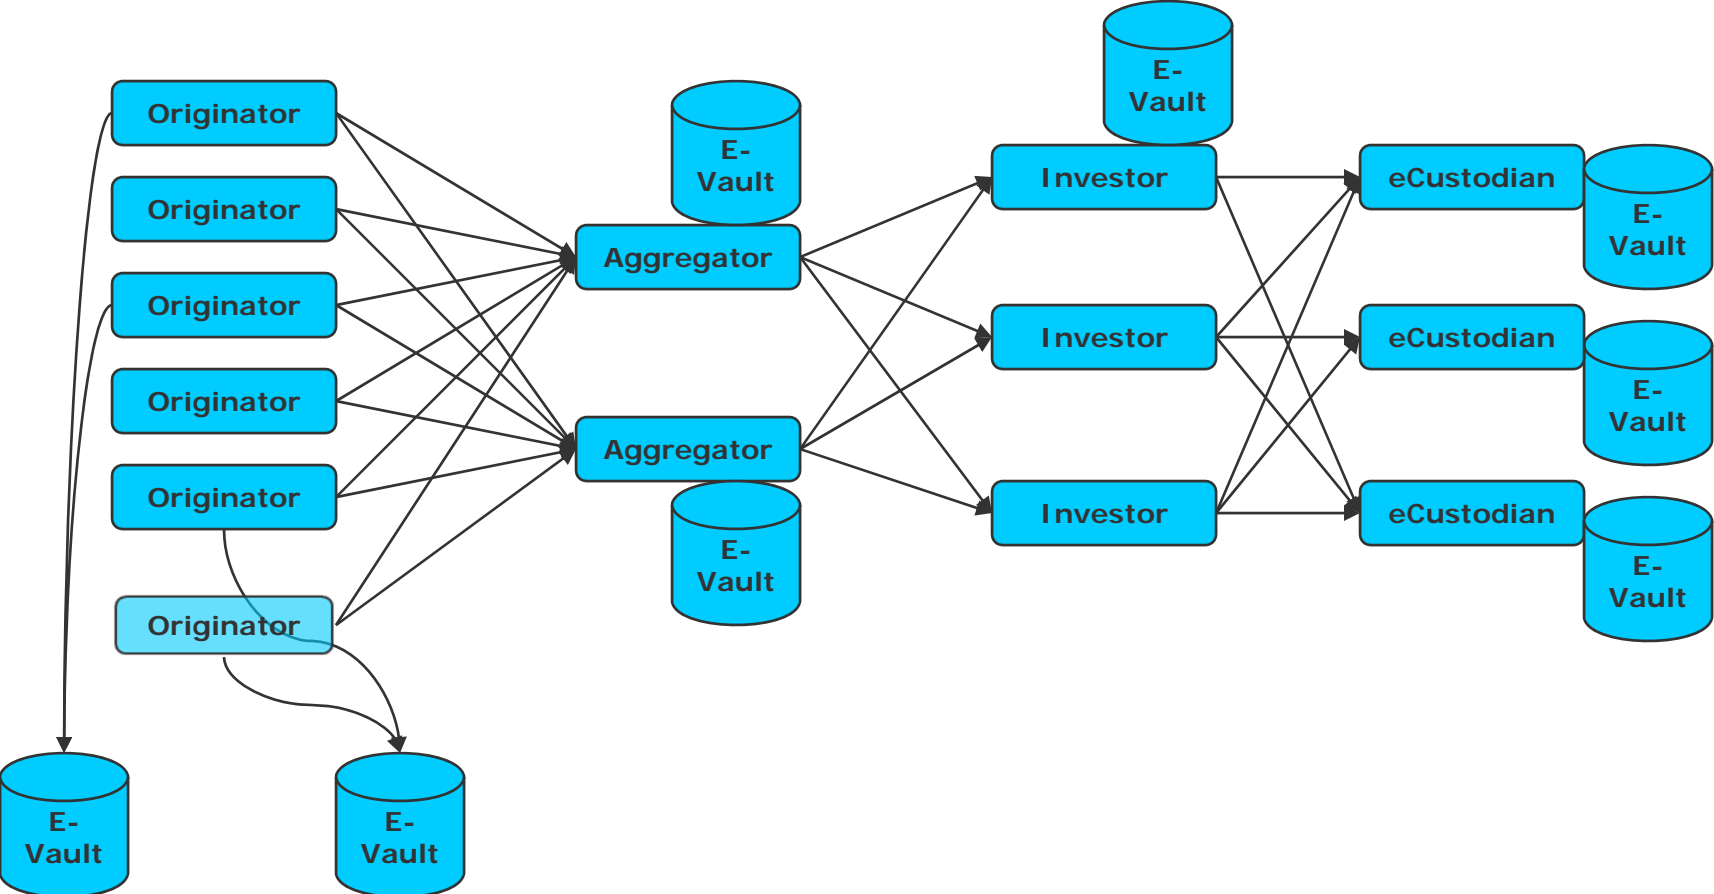 Originator
Originator
Originator
Originator
Originator
Originator
E-
Vault
E-
Vault
E-
Vault
Aggregator
Aggregator
E-
Vault
E-
Vault
Investor
Investor
Investor
eCustodian
E-
Vault
eCustodian
E-
Vault
eCustodian
E-
Vault